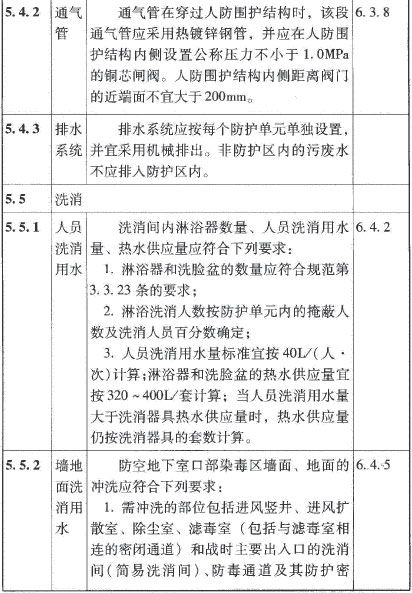 5.4.2 通气 通气管在穿过人防围护结构时，该段 6.3.8
管 通气管应采用热镀锌钢管，并应在人防围
护结构内侧设置公称压力不小于1.0MPa
的铜芯闸阀。人防围护结构内侧距离阀门
的近端面不宜大于200mm。
5.4.3 排水 排水系统应按每个防护单元单独设置，
系统 并宜采用机械排出。非防护区内的污废水
不应排入防护区内。
5.5 洗消
5.5.1 人员 洗消间内淋浴器数量、人员洗消用水 6.4.2
洗消 量、热水供应量应符合下列要求：
用水 1. 淋浴器和洗脸盆的数量应符合规范第
3.3.23条的要求；
2. 淋浴洗消人数按防护单元内的掩蔽人
数及洗消人员百分数确定；
3. 人员洗消用水量标准宜按40L/(人·
次)计算；淋浴器和洗脸盆的热水供应量宜
按320~400L/套计算；当人员洗消用水量
大于洗消器具热水供应量时，热水供应量
仍按洗消器具的套数计算。
5.5.2 墙地 防空地下室口部染毒区墙面、地面的 6.4.5
面洗 冲洗应符合下列要求：
消用 1. 需冲洗的部位包括进风竖井、进风扩
水 散室、除尘室、滤毒室（包括与滤毒室相
连的密闭通道）和战时主要出入口的洗消
间(简易洗消间)、防毒通道及其防护密